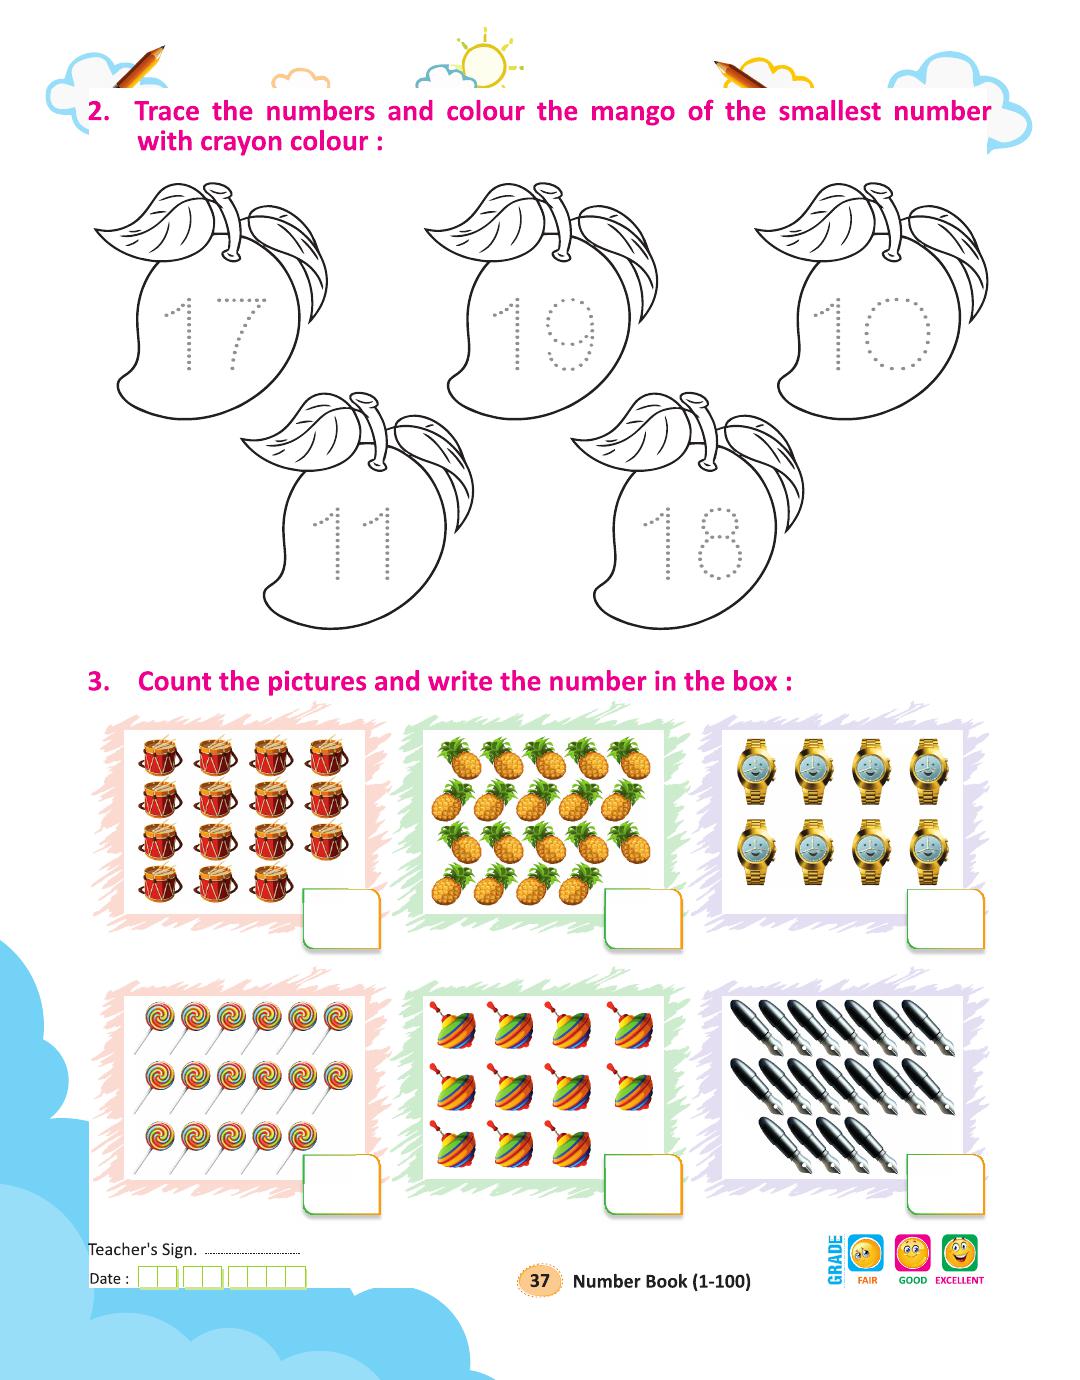 2. Trace the numbers and colour the mango of the smallest number
with crayon colour :
17 19 10
11 18
3. Count the pictures and write the number in the box :
Teacher's Sign. ........................
Date :
37 Number Book (1-100)
GRADE
FAIR GOOD EXCELLENT